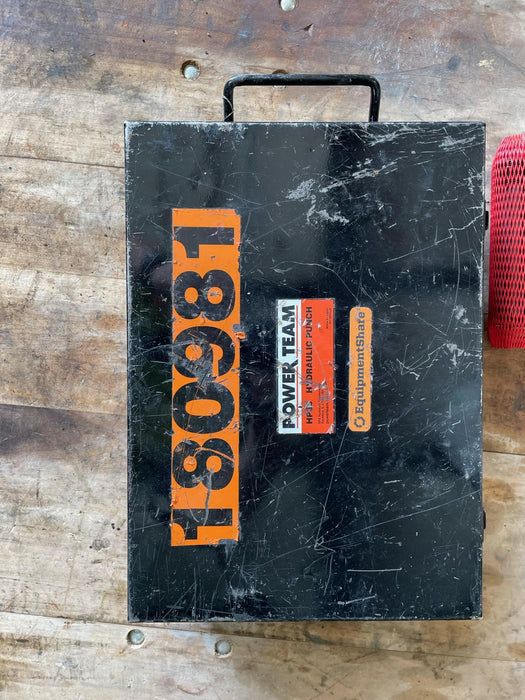 180981
POWER TEAM
HP35 HYDRAULIC PUNCH
EquipmentShare